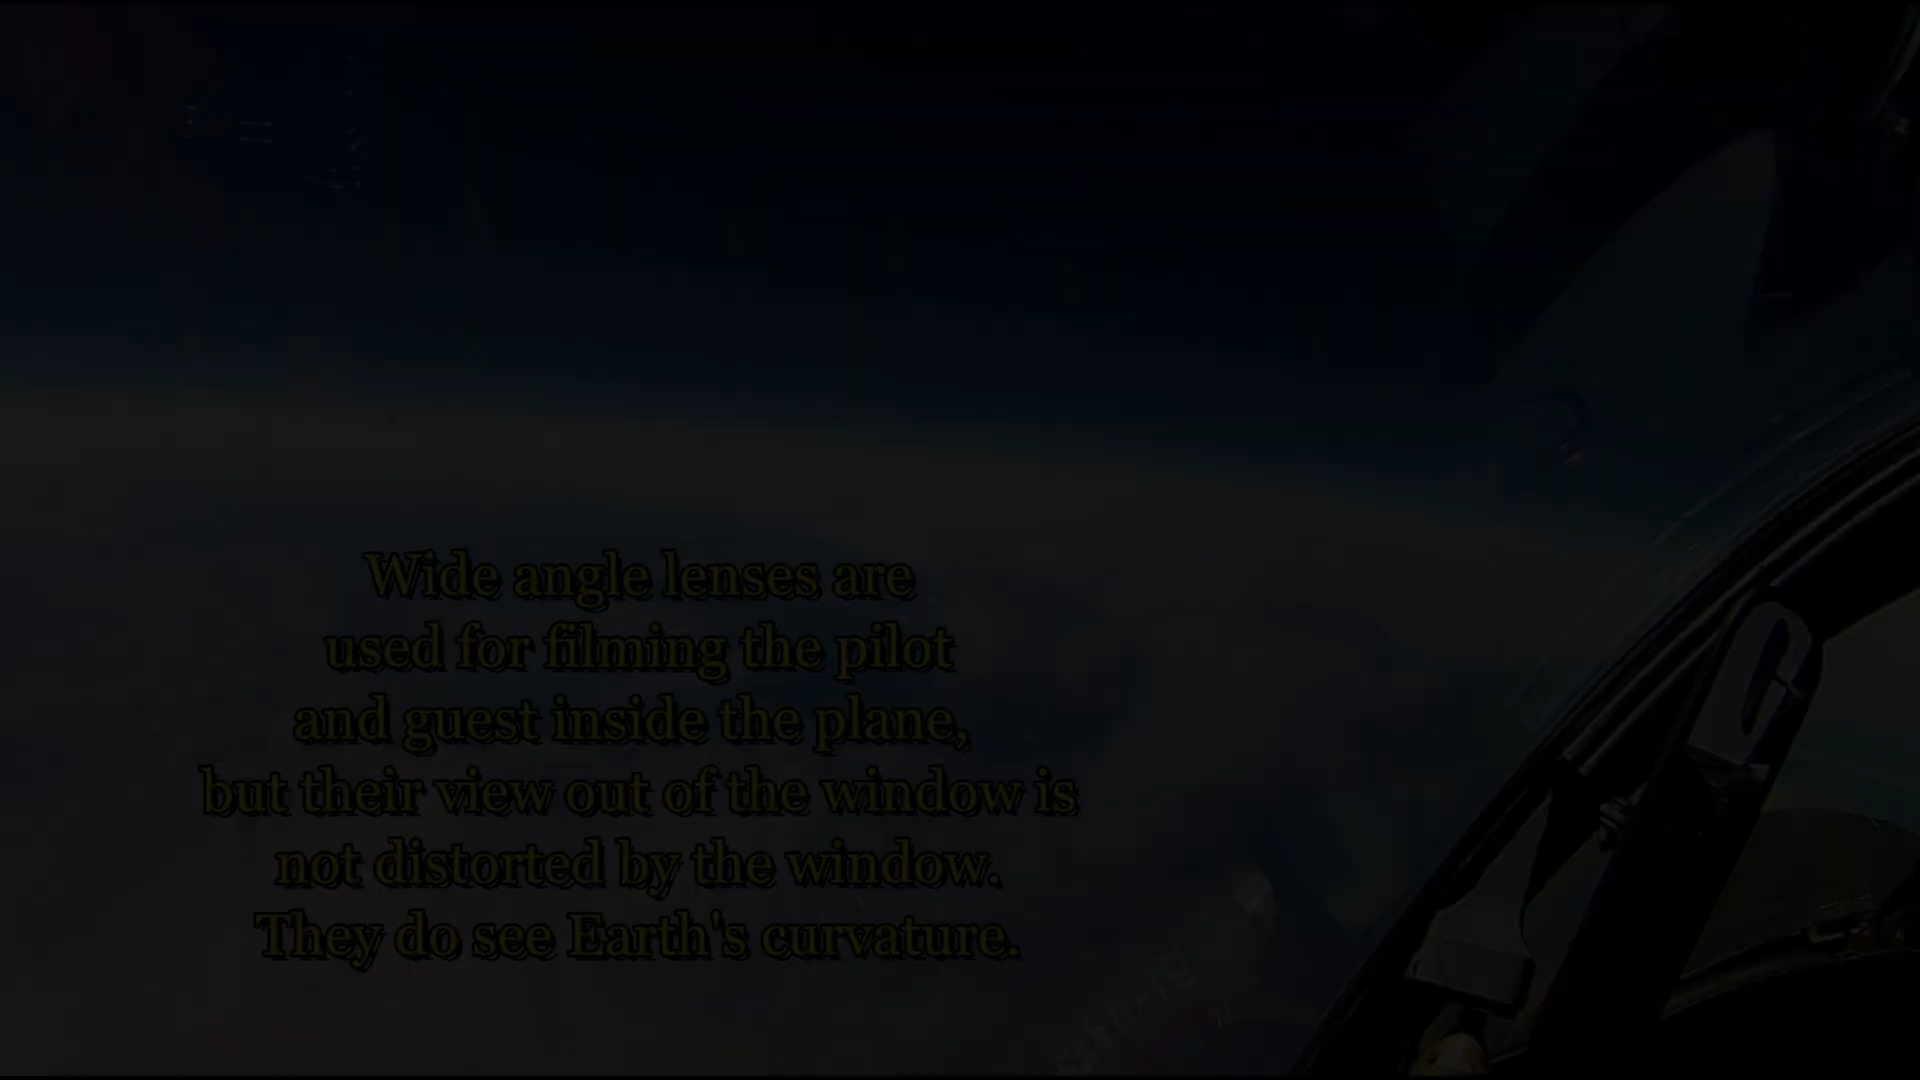 Wide angle lenses are
used for filming the pilot
and guest inside the plane,
but their view out of the window is
not distorted by the window.
They do see Earth's curvature.